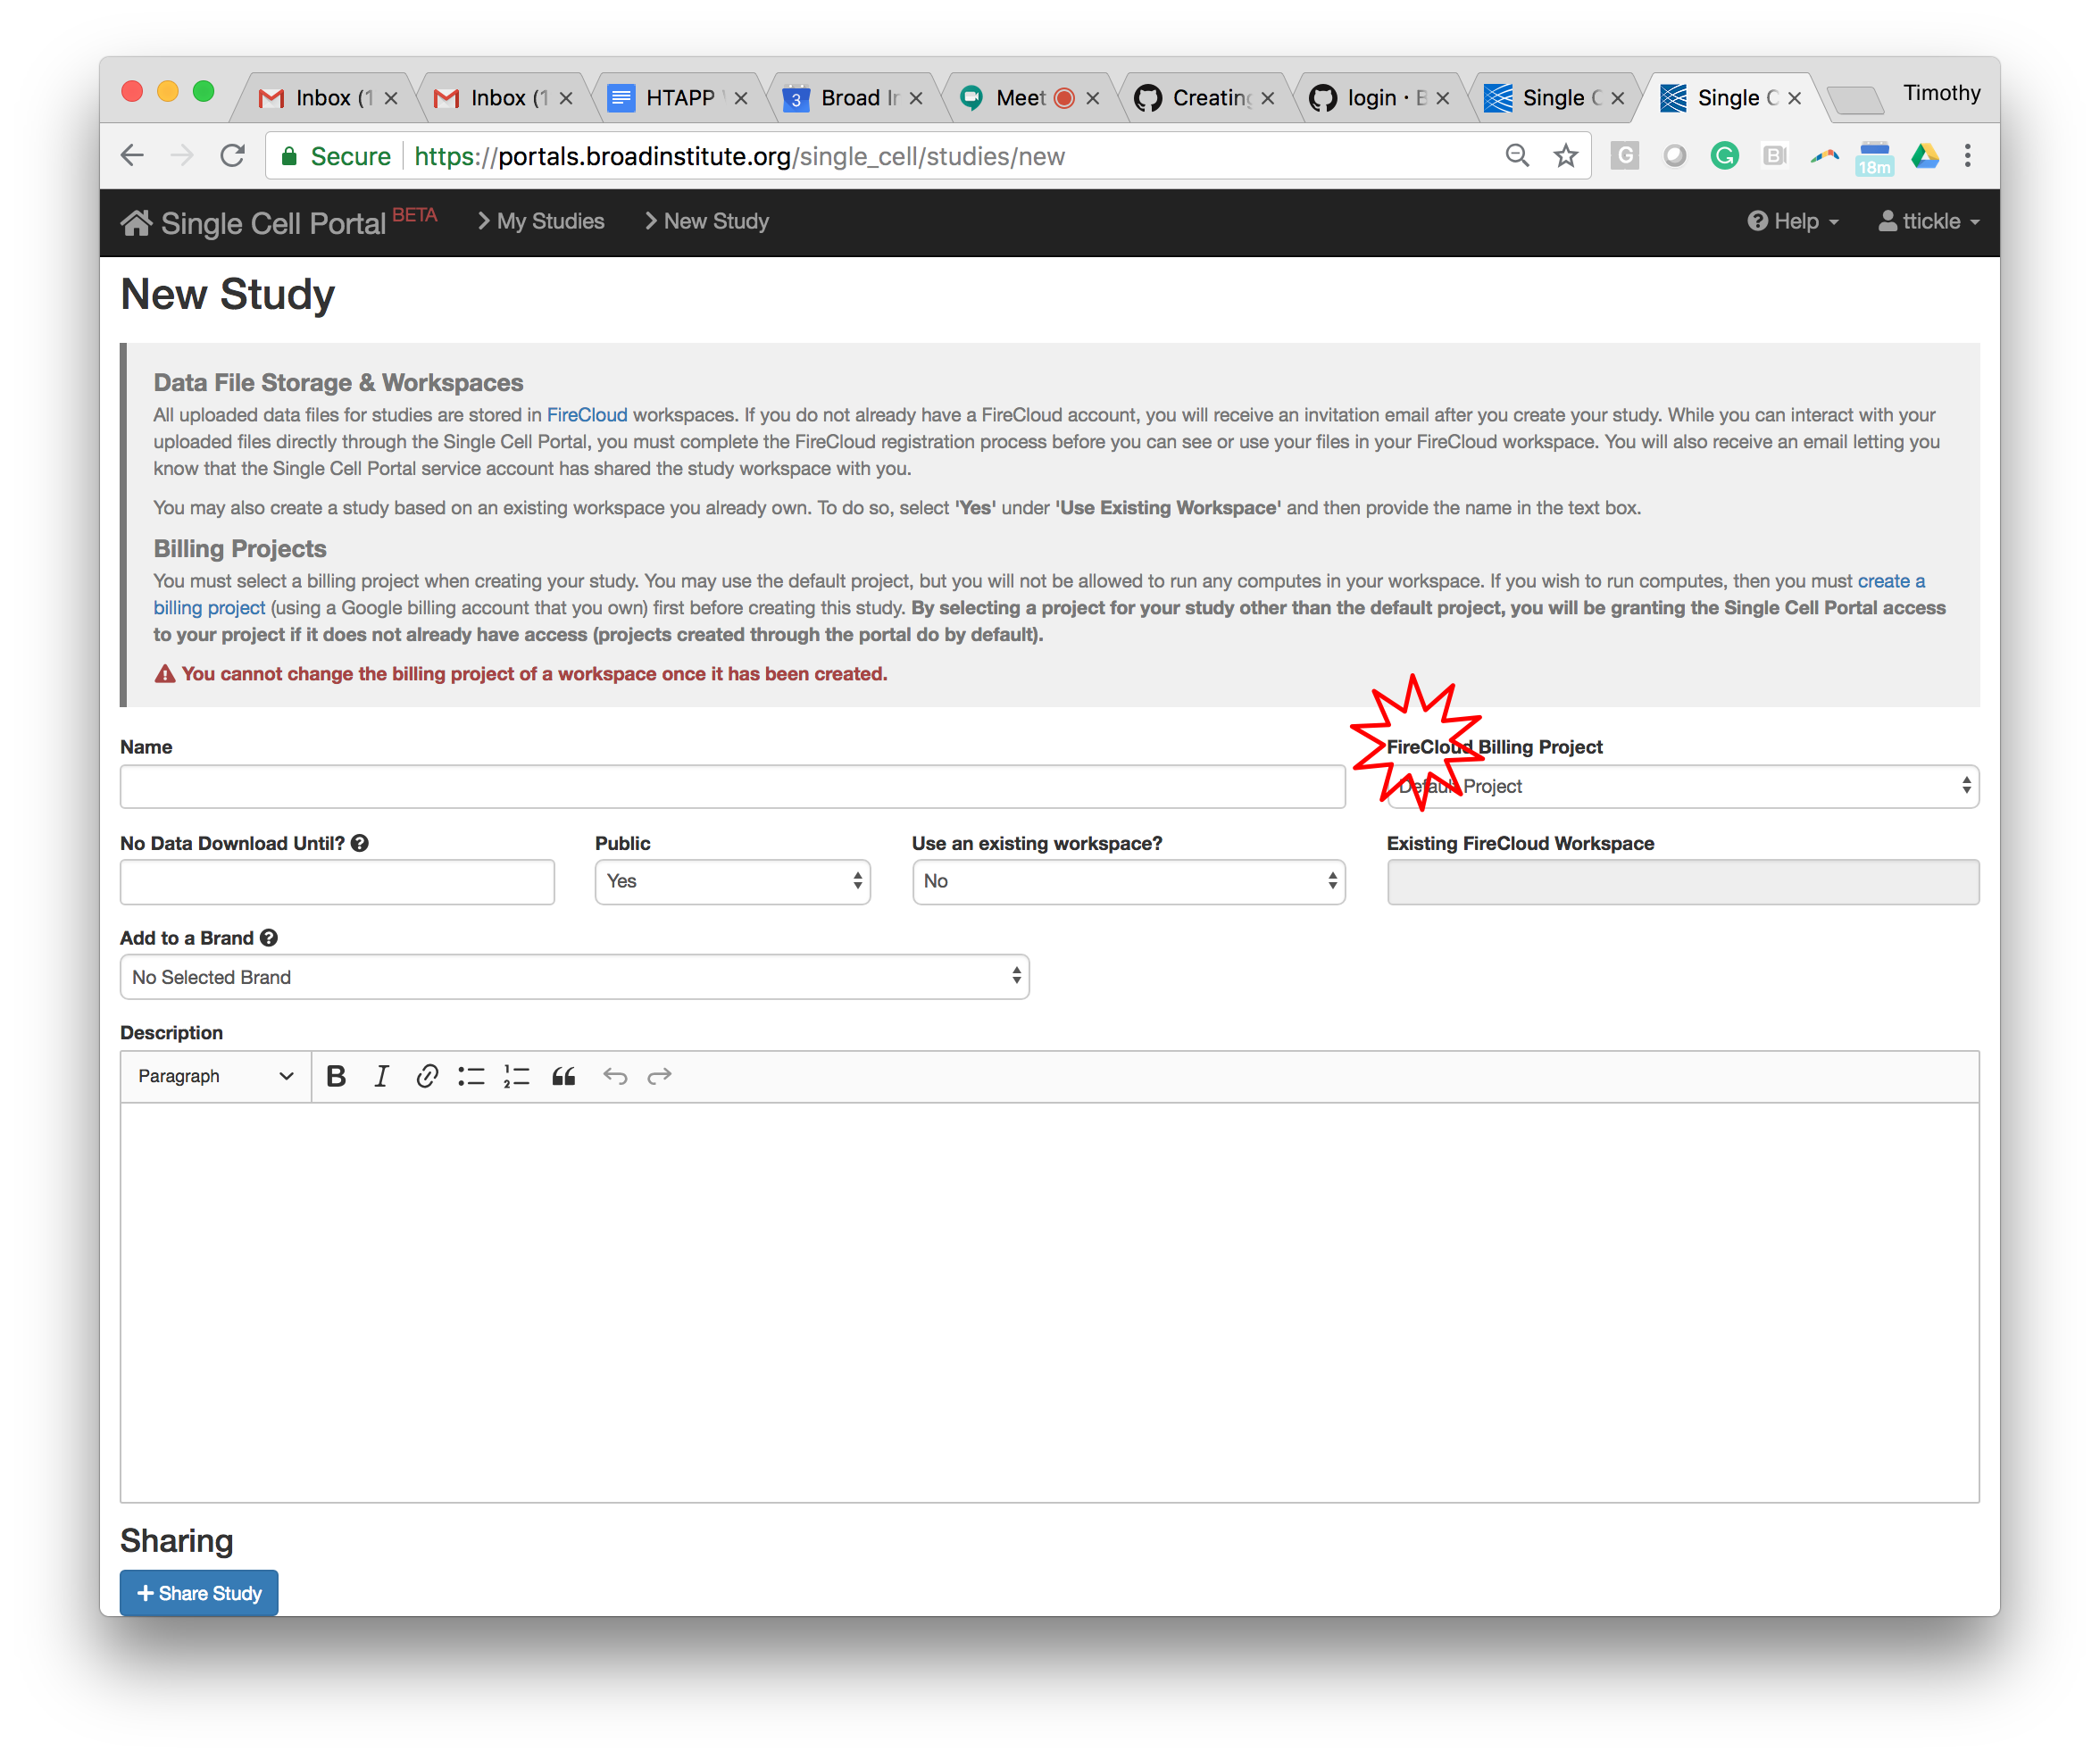 Inbox (1
Inbox (1
HTAPP
3
Broad In
Meet
Creating
login · B
Single C
Single C
Timothy
Secure
https://portals.broadinstitute.org/single_cell/studies/new
G
G
B
18m
Single Cell Portal BETA
My Studies
New Study
Help
ttickle
New Study
Data File Storage & Workspaces
All uploaded data files for studies are stored in FireCloud workspaces. If you do not already have a FireCloud account, you will receive an invitation email after you create your study. While you can interact with your
uploaded files directly through the Single Cell Portal, you must complete the FireCloud registration process before you can see or use your files in your FireCloud workspace. You will also receive an email letting you
know that the Single Cell Portal service account has shared the study workspace with you.
You may also create a study based on an existing workspace you already own. To do so, select 'Yes' under 'Use Existing Workspace' and then provide the name in the text box.
Billing Projects
You must select a billing project when creating your study. You may use the default project, but you will not be allowed to run any computes in your workspace. If you wish to run computes, then you must create a
billing project (using a Google billing account that you own) first before creating this study. By selecting a project for your study other than the default project, you will be granting the Single Cell Portal access
to your project if it does not already have access (projects created through the portal do by default).
You cannot change the billing project of a workspace once it has been created.
Name
FireCloud Billing Project
Default Project
No Data Download Until?
Public
Use an existing workspace?
Existing FireCloud Workspace
Yes
No
Add to a Brand
No Selected Brand
Description
Paragraph
B I
Sharing
+ Share Study